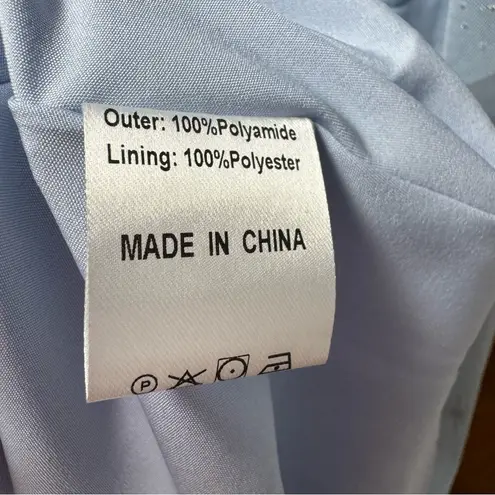 Outer: 100%Polyamide
Lining: 100%Polyester
MADE IN CHINA
P